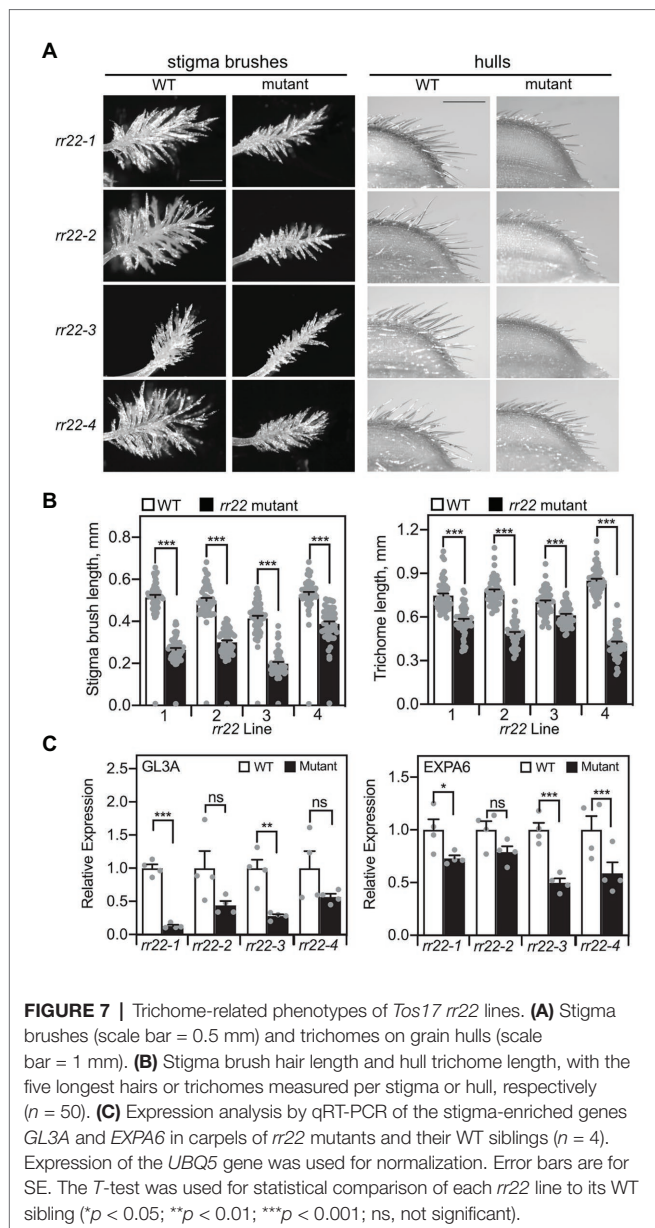 A
stigma brushes hulls
WT mutant WT mutant
rr22-1
rr22-2
rr22-3
rr22-4
B
WT rr22 mutant
Stigma brush length, mm
0.8
0.6
0.4
0.2
0.0
*** *** *** ***
1 2 3 4
rr22 Line
WT rr22 mutant
Trichome length, mm
1.2
0.9
0.6
0.3
0.0
*** *** *** ***
1 2 3 4
rr22 Line
C
GL3A WT Mutant
Relative Expression
2.5
2.0
1.5
1.0
0.5
0.0
*** ns ** ns
rr22-1 rr22-2 rr22-3 rr22-4
EXPA6 WT Mutant
Relative Expression
1.5
1.0
0.5
0.0
* ns *** ***
rr22-1 rr22-2 rr22-3 rr22-4
FIGURE 7 | Trichome-related phenotypes of Tos17 rr22 lines. (A) Stigma
brushes (scale bar = 0.5 mm) and trichomes on grain hulls (scale
bar = 1 mm). (B) Stigma brush hair length and hull trichome length, with the
five longest hairs or trichomes measured per stigma or hull, respectively
(n = 50). (C) Expression analysis by qRT-PCR of the stigma-enriched genes
GL3A and EXPA6 in carpels of rr22 mutants and their WT siblings (n = 4).
Expression of the UBQ5 gene was used for normalization. Error bars are for
SE. The T-test was used for statistical comparison of each rr22 line to its WT
sibling (*p < 0.05; **p < 0.01; ***p < 0.001; ns, not significant).